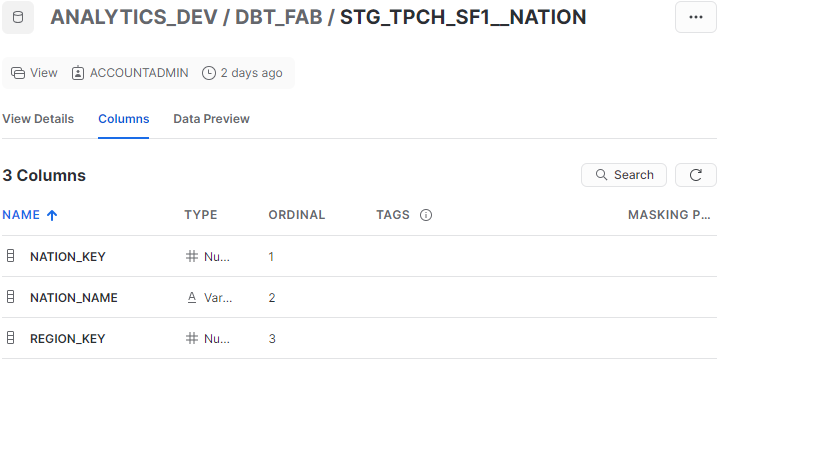 ANALYTICS_DEV / DBT_FAB / STG_TPCH_SF1__NATION
View ACCOUNTADMIN 2 days ago
View Details Columns Data Preview
3 Columns
Search
NAME TYPE ORDINAL TAGS MASKING P...
NATION_KEY Nu... 1
NATION_NAME Var... 2
REGION_KEY Nu... 3